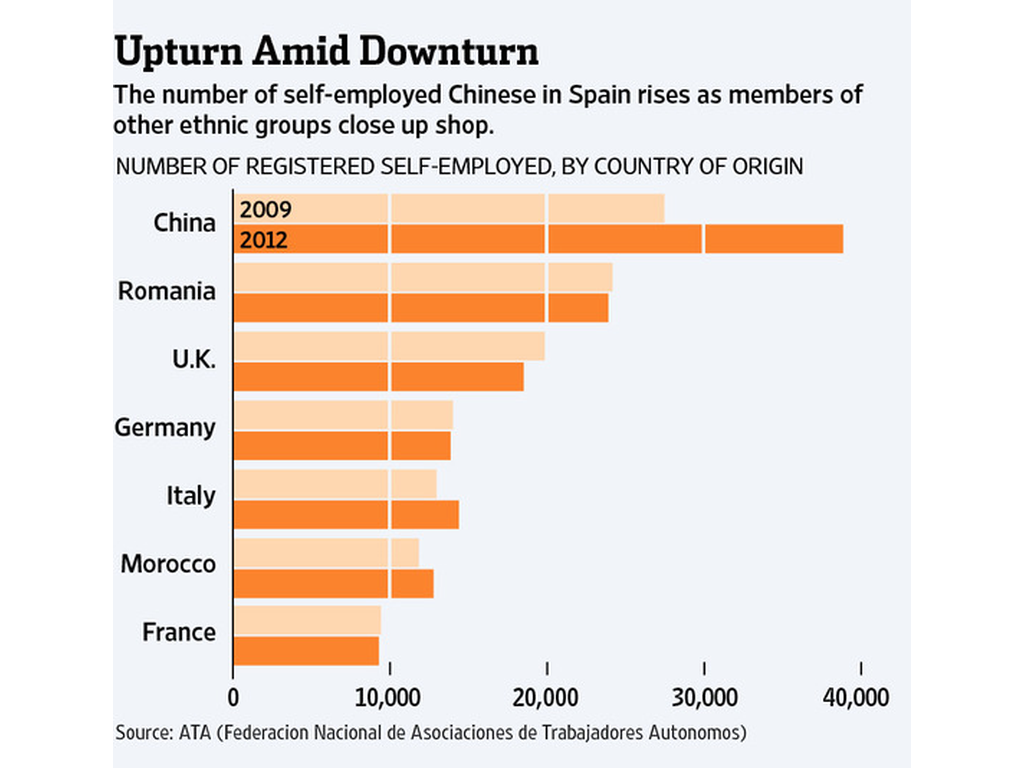 Upturn Amid Downturn
The number of self-employed Chinese in Spain rises as members of
other ethnic groups close up shop.
NUMBER OF REGISTERED SELF-EMPLOYED, BY COUNTRY OF ORIGIN
China
2009
2012
Romania
U.K.
Germany
Italy
Morocco
France
0 10,000 20,000 30,000 40,000
Source: ATA (Federacion Nacional de Asociaciones de Trabajadores Autonomos)